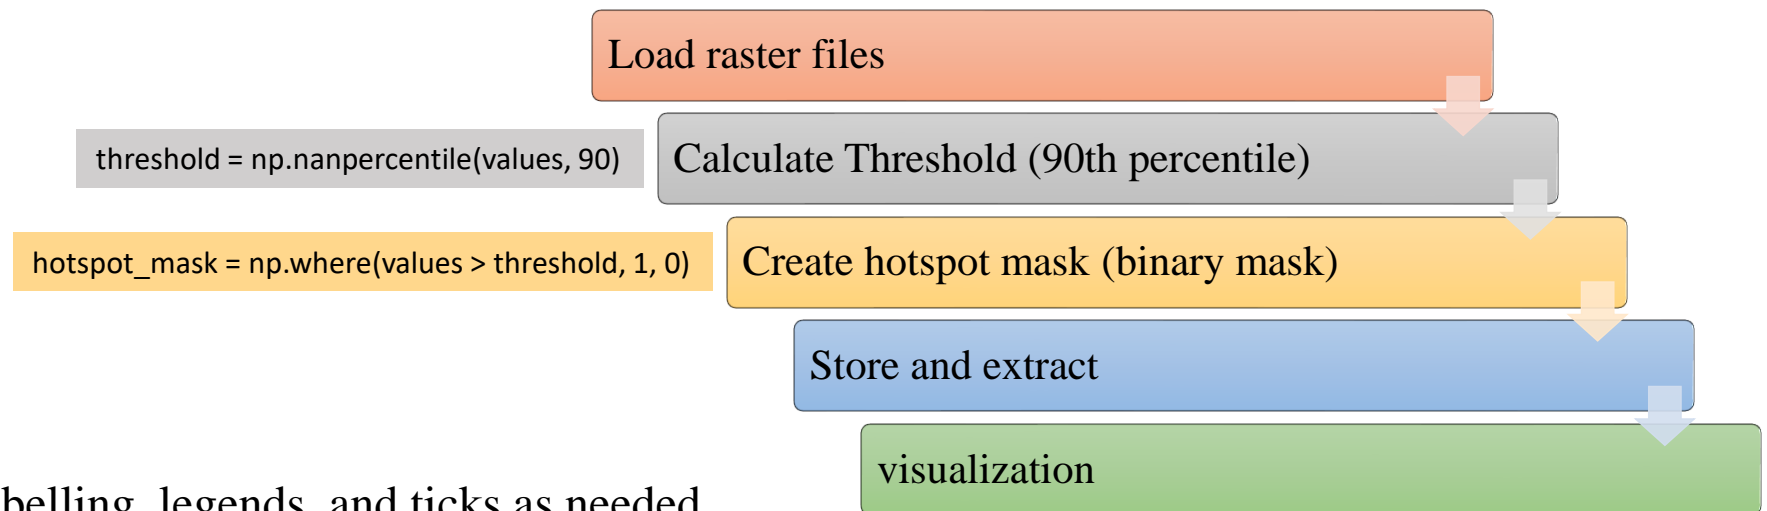 Load raster files
threshold = np.nanpercentile(values, 90)
Calculate Threshold (90th percentile)
hotspot_mask = np.where(values > threshold, 1, 0)
Create hotspot mask (binary mask)
Store and extract
visualization
legends, and ticks as needed